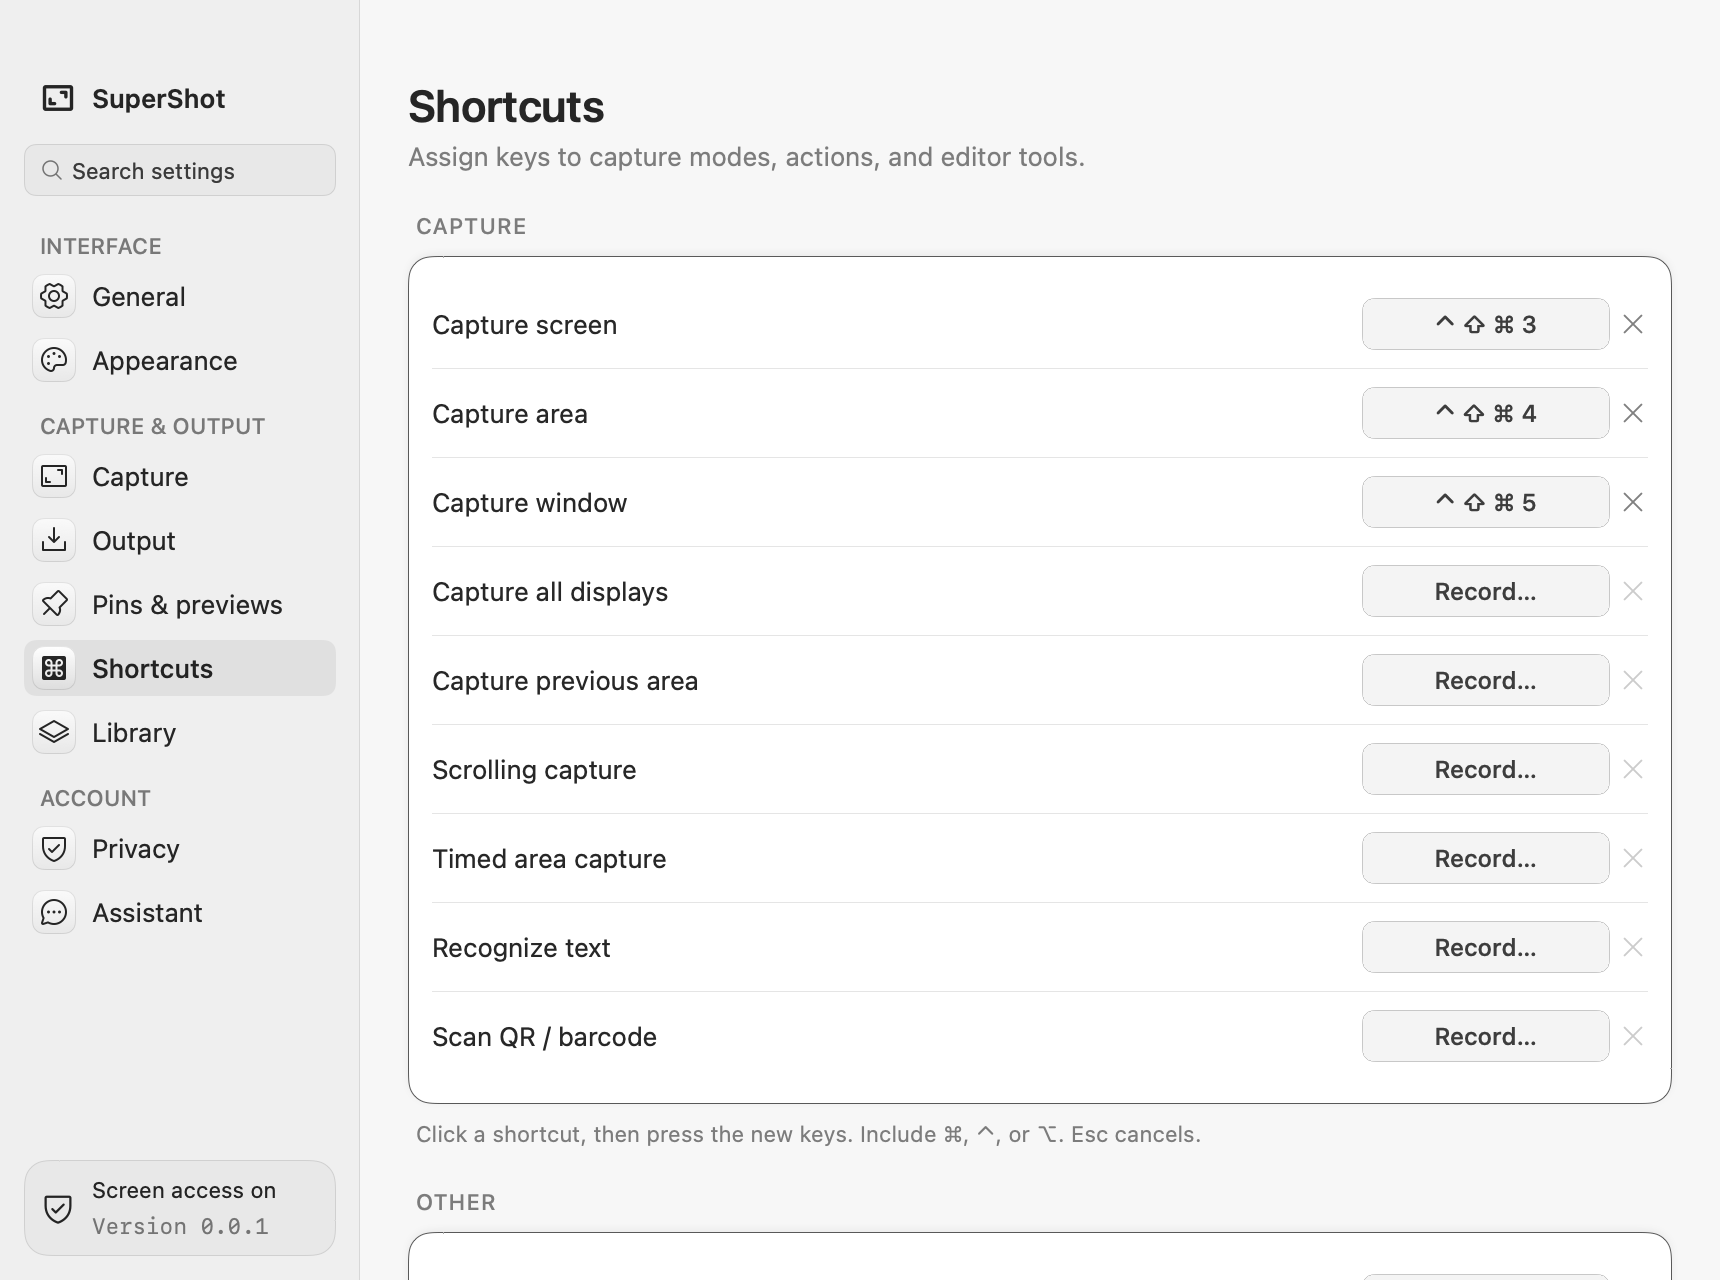 SuperShot
Search settings
INTERFACE
General
Appearance
CAPTURE & OUTPUT
Capture
Output
Pins & previews
Shortcuts
Library
ACCOUNT
Privacy
Assistant
Screen access on
Version 0.0.1
Shortcuts
Assign keys to capture modes, actions, and editor tools.
CAPTURE
Capture screen ⌃ ⇧ ⌘ 3
Capture area ⌃ ⇧ ⌘ 4
Capture window ⌃ ⇧ ⌘ 5
Capture all displays Record...
Capture previous area Record...
Scrolling capture Record...
Timed area capture Record...
Recognize text Record...
Scan QR / barcode Record...
Click a shortcut, then press the new keys. Include ⌘, ⌃, or ⌥. Esc cancels.
OTHER